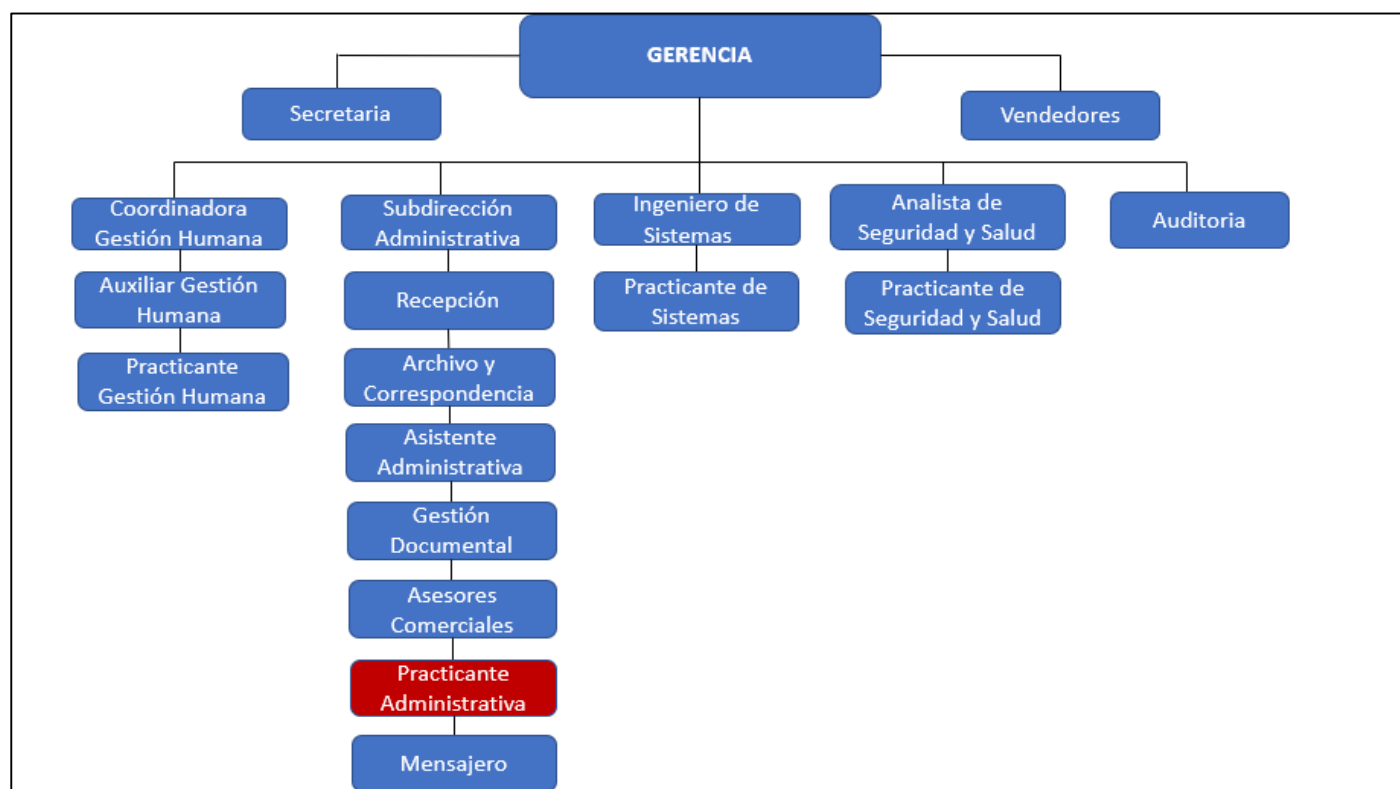 GERENCIA
Secretaria
Vendedores
Coordinadora
Gestión Humana
Subdirección
Administrativa
Ingeniero de
Sistemas
Analista de
Seguridad y Salud
Auditoria
Auxiliar Gestión
Humana
Recepción
Practicante de
Sistemas
Practicante de
Seguridad y Salud
Practicante
Gestión Humana
Archivo y
Correspondencia
Asistente
Administrativa
Gestión
Documental
Asesores
Comerciales
Practicante
Administrativa
Mensajero